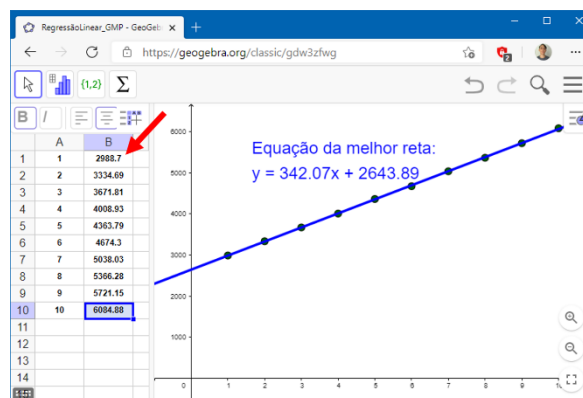 RegressãoLinear_GMP - GeoGeb
https://geogebra.org/classic/gdw3zfwg
2
{1,2} Σ
B I
A B
1 1 2988.7
2 2 3334.69
3 3 3671.81
4 4 4008.93
5 5 4363.79
6 6 4674.3
7 7 5038.03
8 8 5366.28
9 9 5721.15
10 10 6084.88
11
12
13
14
Equação da melhor reta:
y = 342.07x + 2643.89
6000
5000
4000
3000
2000
1000
0 1 2 3 4 5 6 7 8 9